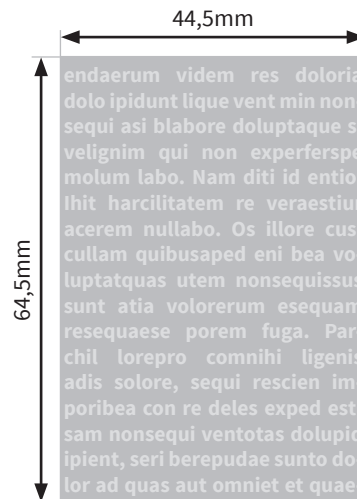 44,5mm
64,5mm
endaerum videm res doloria
dolo ipidunt lique vent min non
sequi asi blabore doluptaque
velignim qui non experferspe
molum labo. Nam diti id entio
Ihit harcilitatem re veraestiur
acerem nullabo. Os illore cus
cullam quibusaped eni bea vo
luptatquas utem nonsequissus
sunt atia volorerum esequam
resequaese porem fuga. Par
chil lorepro comnihi ligenis
adis solore, sequi rescien im
poribea con re deles exped est
sam nonsequi ventotas dolupid
ipient, seri berepudae sunto do
lor ad quas aut omniet et quae